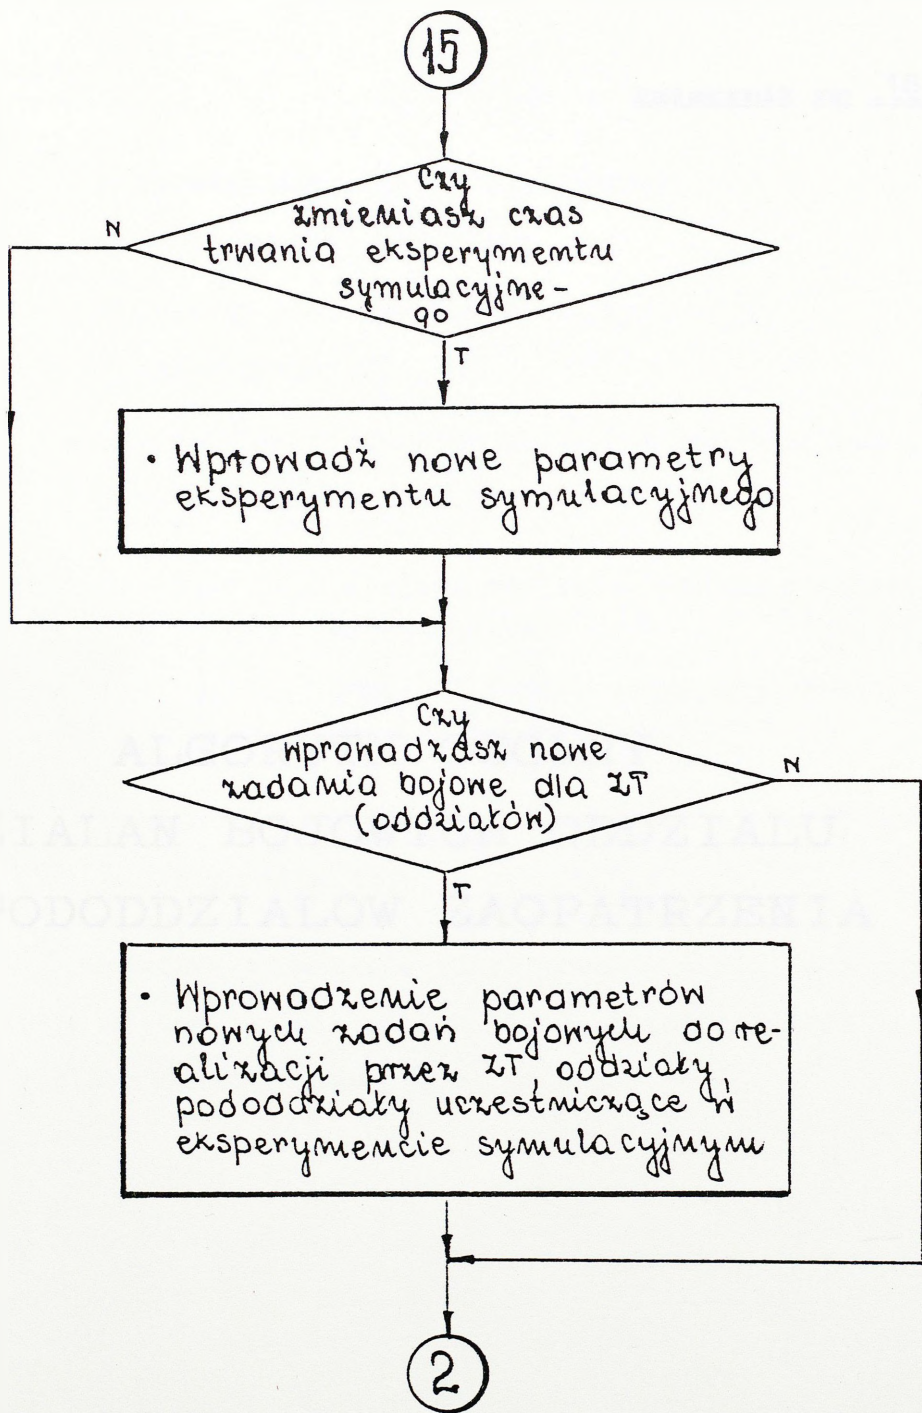 15
Czy
zmieniasz czas
trwania eksperymentu
symulacyjne-
go
N
T
• Wprowadź nowe parametry
eksperymentu symulacyjnego
Czy
wprowadzasz nowe
zadania bojowe dla ZT
(oddziałów)
N
T
• Wprowadzenie parametrów
nowych zadań bojowych do re-
alizacji przez ZT, oddziały,
pododdziały uczestniczące w
eksperymencie symulacyjnym
2